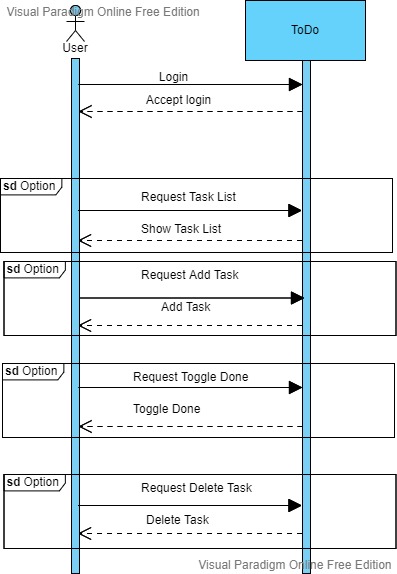 Visual Paradigm Online Free Edition
User
ToDo
Login
Accept login
sd Option
Request Task List
Show Task List
sd Option
Request Add Task
Add Task
sd Option
Request Toggle Done
Toggle Done
sd Option
Request Delete Task
Delete Task
Visual Paradigm Online Free Edition